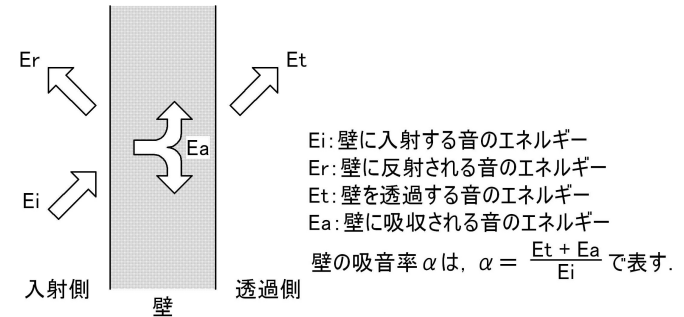 Er
Et
Ea
Ei
入射側
壁
透過側
Ei:壁に入射する音のエネルギー
Er:壁に反射される音のエネルギー
Et:壁を透過する音のエネルギー
Ea:壁に吸収される音のエネルギー
壁の吸音率αは，α＝ Et + Ea / Ei で表す.